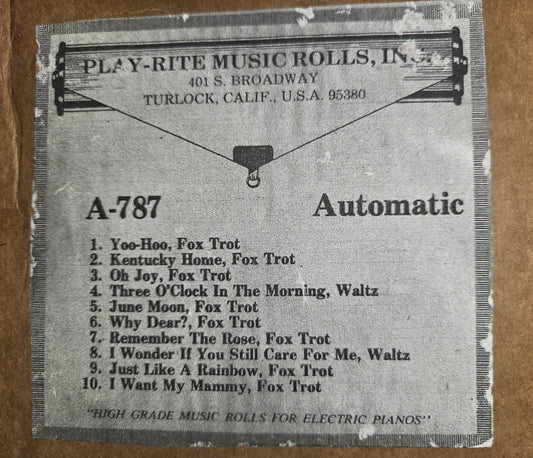 PLAY-RITE MUSIC ROLLS, INC.
401 S. BROADWAY
TURLOCK, CALIF., U.S.A. 95380
A-787 Automatic
1. Yoo-Hoo, Fox Trot
2. Kentucky Home, Fox Trot
3. Oh Joy, Fox Trot
4. Three O'Clock In The Morning, Waltz
5. June Moon, Fox Trot
6. Why Dear?, Fox Trot
7. Remember The Rose, Fox Trot
8. I Wonder If You Still Care For Me, Waltz
9. Just Like A Rainbow, Fox Trot
10. I Want My Mammy, Fox Trot
"HIGH GRADE MUSIC ROLLS FOR ELECTRIC PIANOS"